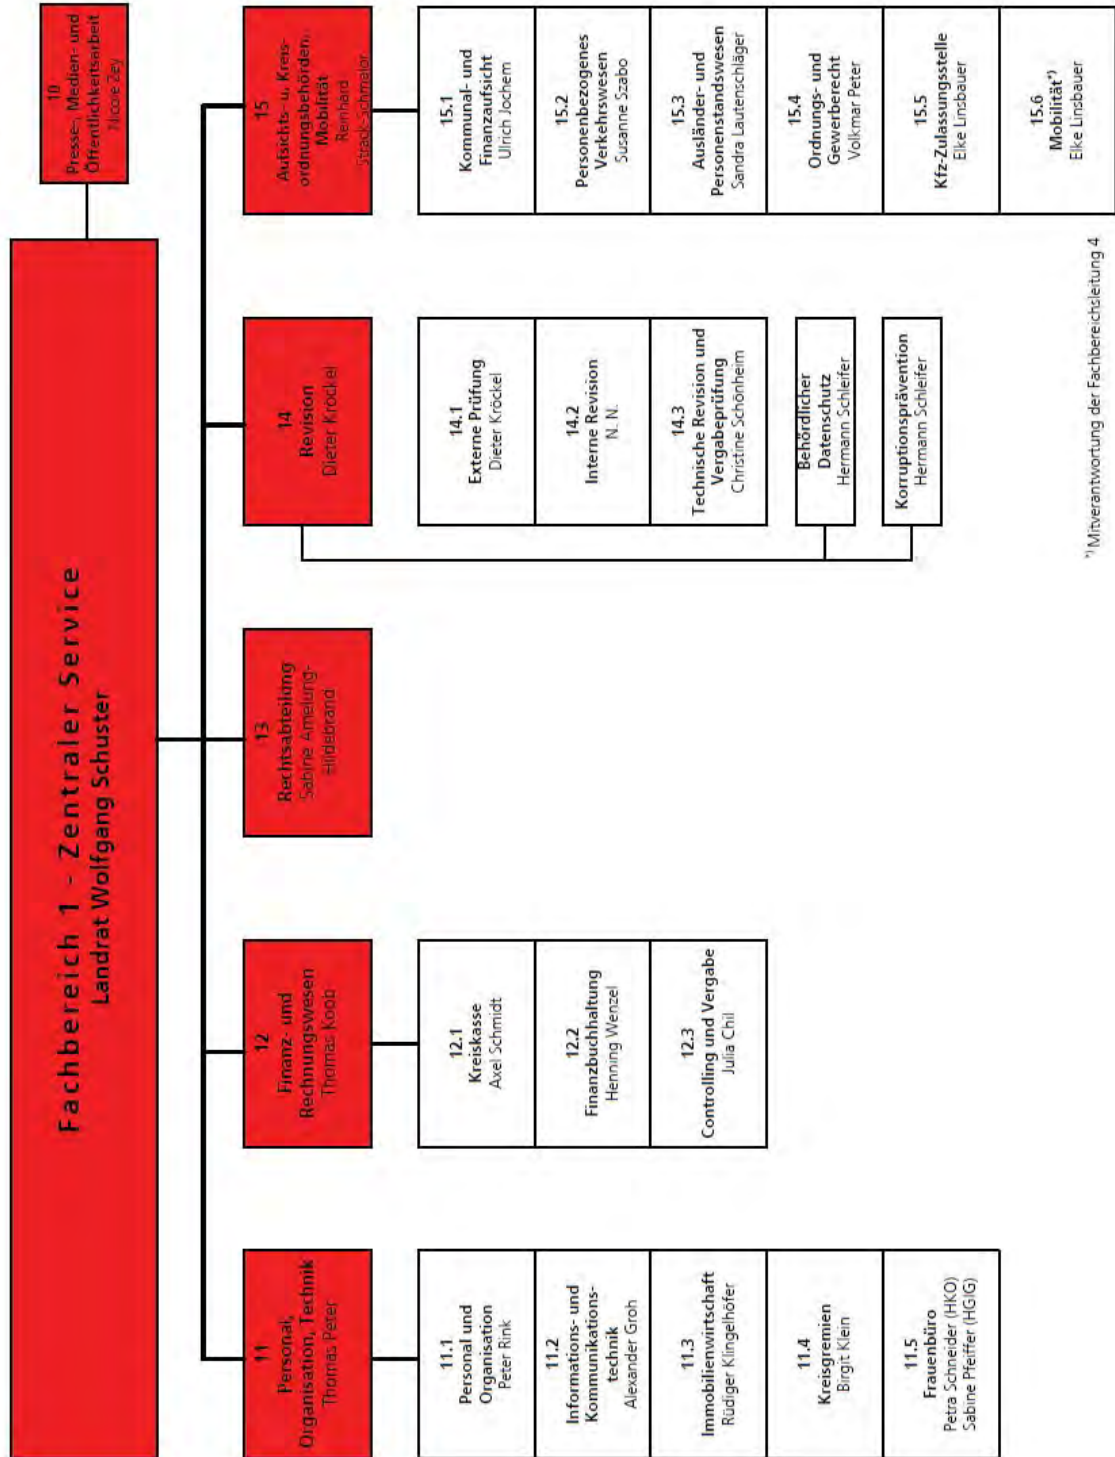 Fachbereich 1 - Zentraler Service
Landrat Wolfgang Schuster
10
Presse-, Medien- und
Öffentlichkeitsarbeit
Nicole Zey
11
Personal,
Organisation, Technik
Thomas Peter
11.1
Personal und
Organisation
Peter Rink
11.2
Informations- und
Kommunikations-
technik
Alexander Groh
11.3
Immobilienwirtschaft
Rüdiger Klingelhöfer
11.4
Kreisgremien
Birgit Klein
11.5
Frauenbüro
Petra Schneider (HKO)
Sabine Pfeiffer (HGlG)
12
Finanz- und
Rechnungswesen
Thomas Koob
12.1
Kreiskasse
Axel Schmidt
12.2
Finanzbuchhaltung
Henning Wenzel
12.3
Controlling und Vergabe
Julia Chil
13
Rechtsabteilung
Sabine Amelung-
Hildebrand
14
Revision
Dieter Kröckel
14.1
Externe Prüfung
Dieter Kröckel
14.2
Interne Revision
N. N.
14.3
Technische Revision und
Vergabeprüfung
Christine Schönheim
Behördlicher
Datenschutz
Hermann Schleifer
Korruptionsprävention
Hermann Schleifer
15
Aufsichts- u. Kreis-
ordnungsbehörden,
Mobilität
Reinhard
Strack-Schmalor
15.1
Kommunal- und
Finanzaufsicht
Ulrich Jochem
15.2
Personenbezogenes
Verkehrswesen
Susanne Szabo
15.3
Ausländer- und
Personenstandswesen
Sandra Lautenschläger
15.4
Ordnungs- und
Gewerberecht
Volkmar Peter
15.5
Kfz-Zulassungsstelle
Elke Linsbauer
15.6
Mobilität*)
Elke Linsbauer
*) Mitverantwortung der Fachbereichsleitung 4